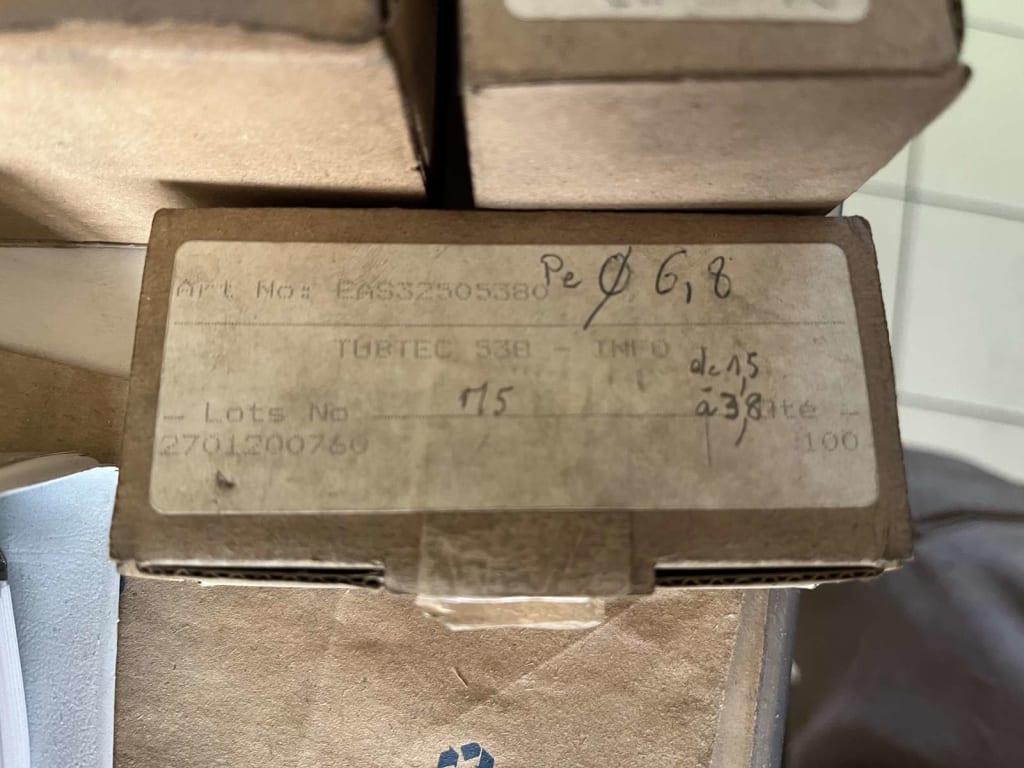 Art No: EAS32505380 Pe Ø 6,8
TUBTEC 538 - INFO
de 1,5
Lots No M5 à 3,8 Qté
2701200760 100